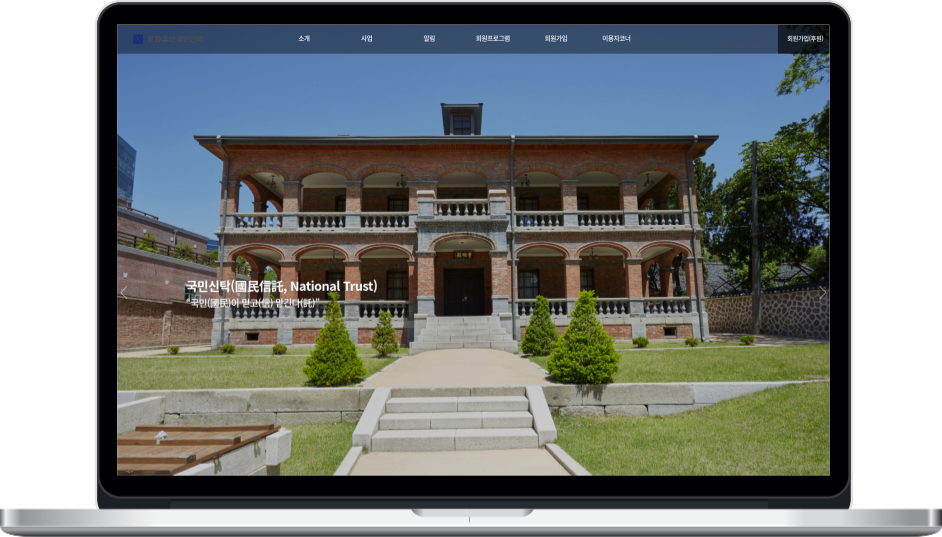 소개
사업
알림
회원프로그램
회원가입
이용자코너
회원가입(후원)
국민신탁(國民信託, National Trust)
"국민(國民)이 믿고(信) 맡긴다(託)"